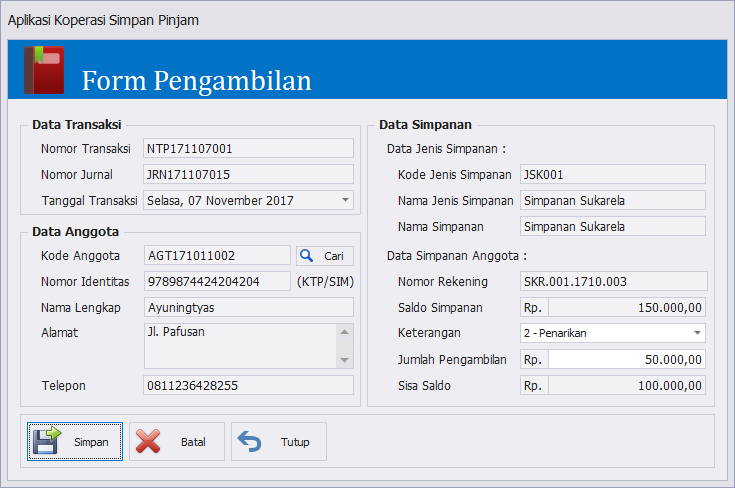 Aplikasi Koperasi Simpan Pinjam
Form Pengambilan
Data Transaksi
Nomor Transaksi NTP171107001
Nomor Jurnal JRN171107015
Tanggal Transaksi Selasa, 07 November 2017
Data Anggota
Kode Anggota AGT171011002 Cari
Nomor Identitas 9789874424204204 (KTP/SIM)
Nama Lengkap Ayuningtyas
Alamat Jl. Pafusan
Telepon 0811236428255
Data Simpanan
Data Jenis Simpanan :
Kode Jenis Simpanan JSK001
Nama Jenis Simpanan Simpanan Sukarela
Nama Simpanan Simpanan Sukarela
Data Simpanan Anggota :
Nomor Rekening SKR.001.1710.003
Saldo Simpanan Rp. 150.000,00
Keterangan 2 - Penarikan
Jumlah Pengambilan Rp. 50.000,00
Sisa Saldo Rp. 100.000,00
Simpan Batal Tutup